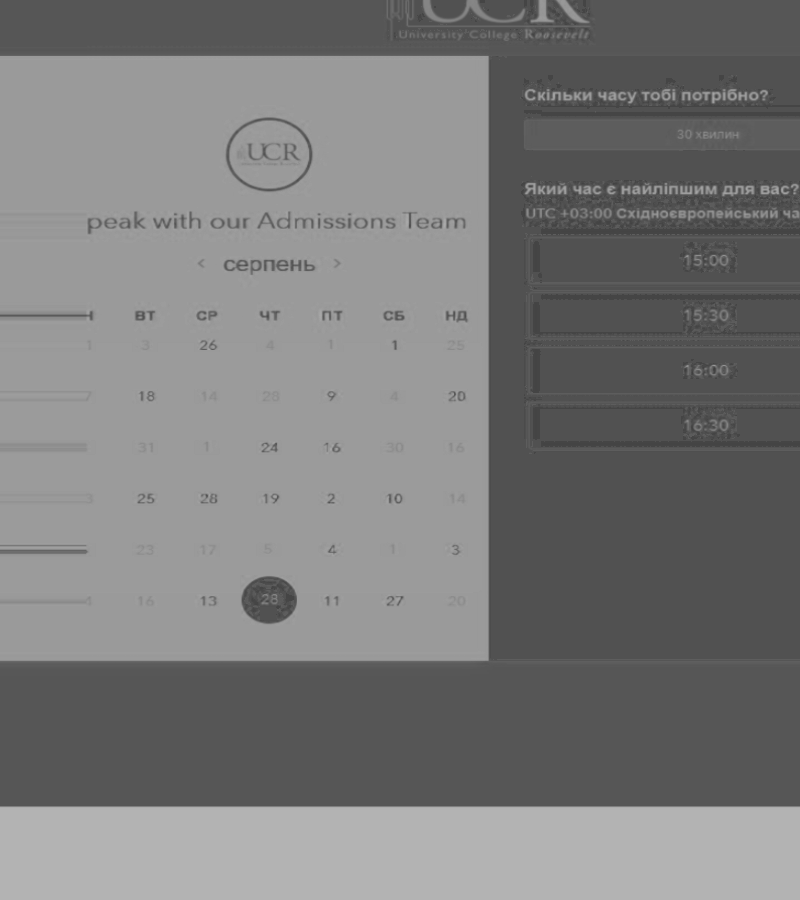 UCR
University College Roosevelt
UCR
peak with our Admissions Team
< серпень >
ВТ СР ЧТ ПТ СБ НД
1 3 26 4 1 1 25
7 18 14 28 9 4 20
31 1 24 16 30 16
25 28 19 2 10 14
23 17 5 4 1 3
16 13 28 11 27 20
Скільки часу тобі потрібно?
30 хвилин
Який час є найліпшим для вас?
UTC +03:00 Східноєвропейський ча
15:00
15:30
16:00
16:30